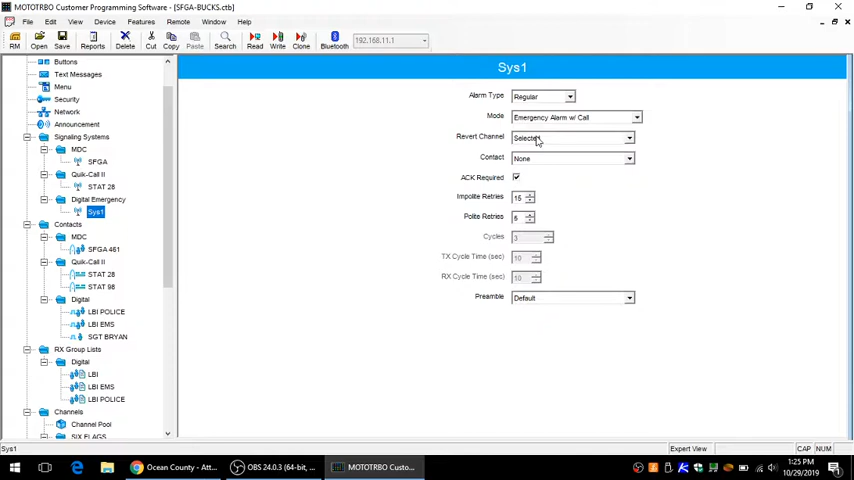 MOTOTRBO Customer Programming Software - [SFGA-BUCKS.ctb]
File Edit View Device Features Remote Window Help
RM Open Save Reports Delete Cut Copy Paste Search Read Write Clone Bluetooth 192.168.11.1
Buttons
Text Messages
Menu
Security
Network
Announcement
Signaling Systems
MDC
SFGA
Quik-Call II
STAT 28
Digital Emergency
Sys1
Contacts
MDC
SFGA 461
Quik-Call II
STAT 28
STAT 98
Digital
LBI POLICE
LBI EMS
SGT BRYAN
RX Group Lists
Digital
LBI
LBI EMS
LBI POLICE
Channels
Channel Pool
SIX FLAGS
Sys1
Alarm Type Regular
Mode Emergency Alarm w/ Call
Revert Channel Selected
Contact None
ACK Required
Impolite Retries 15
Polite Retries 5
Cycles 3
TX Cycle Time (sec) 10
RX Cycle Time (sec) 10
Preamble Default
Sys1 Expert View CAP NUM
Ocean County - Att... OBS 24.0.3 (64-bit, ... MOTOTRBO Custo... 1:25 PM
10/29/2019